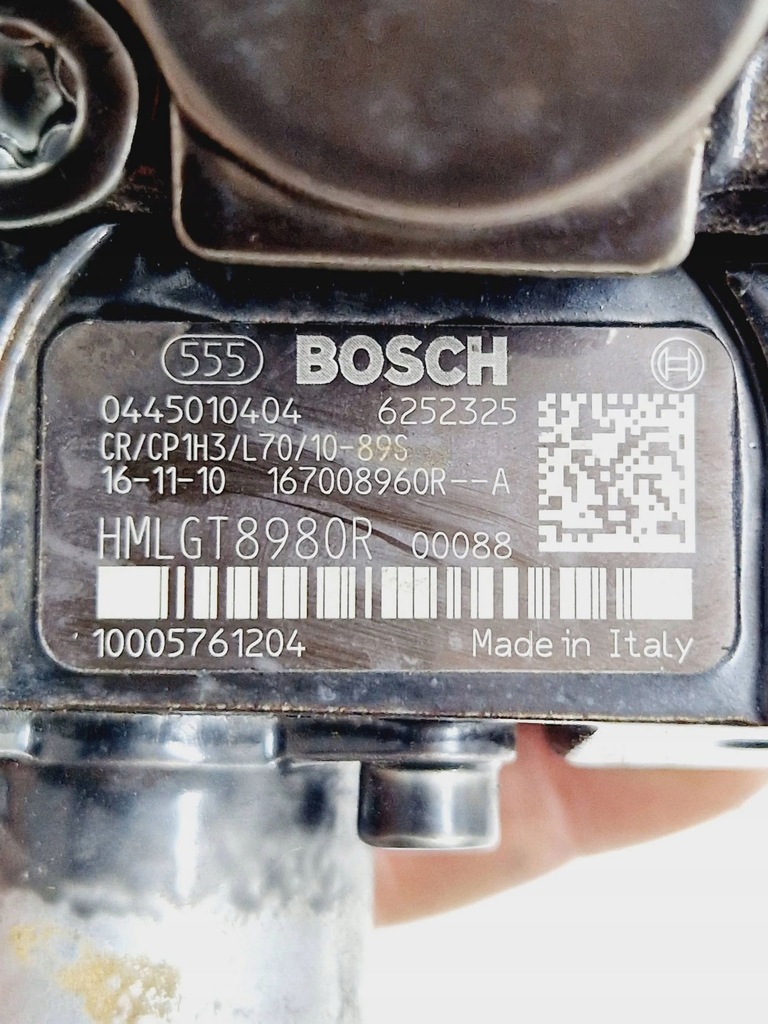 555 BOSCH H
0445010404 6252325
CR/CP1H3/L70/10-89S
16-11-10 167008960R--A
HMLGT8980R 00088
10005761204 Made in Italy